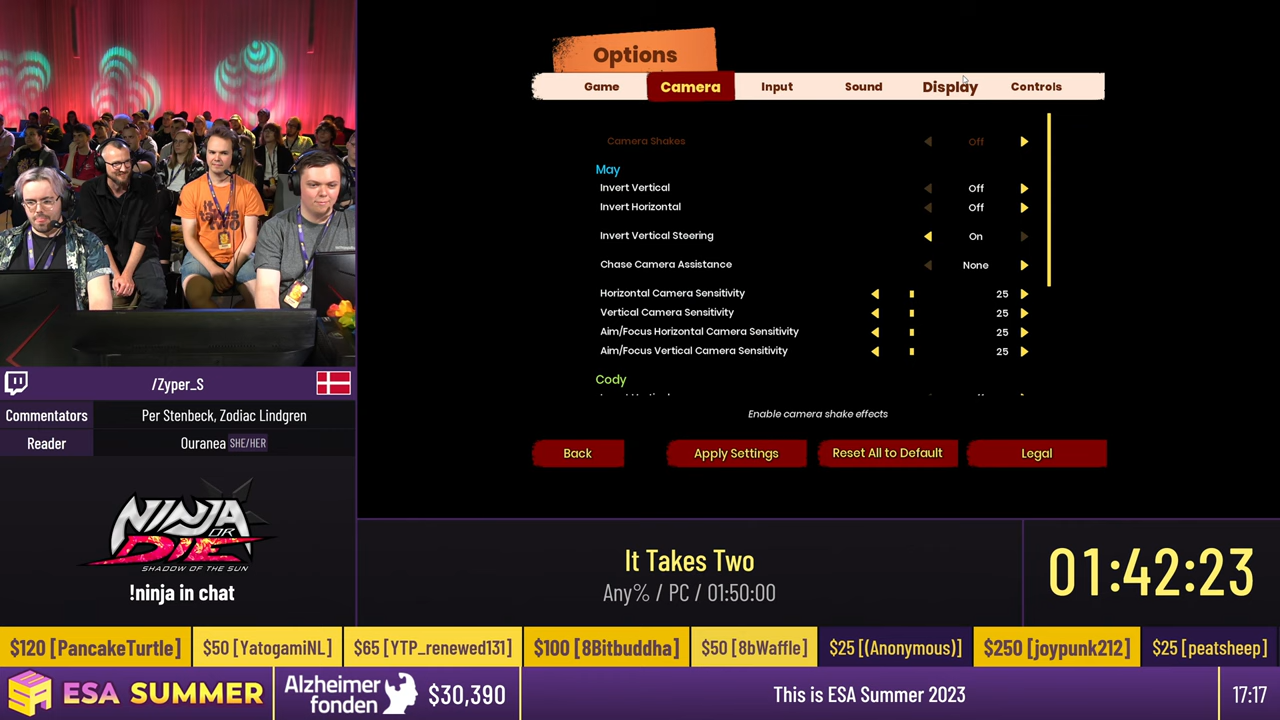 Options
Game Camera Input Sound Display Controls
Camera Shakes Off
May
Invert Vertical Off
Invert Horizontal Off
Invert Vertical Steering On
Chase Camera Assistance None
Horizontal Camera Sensitivity 25
Vertical Camera Sensitivity 25
Aim/Focus Horizontal Camera Sensitivity 25
Aim/Focus Vertical Camera Sensitivity 25
Cody
Enable camera shake effects
Back Apply Settings Reset All to Default Legal
It takes two
/Zyper_S
Commentators Per Stenbeck, Zodiac Lindgren
Reader Ouranea SHE/HER
NINJA
OR
DIE
SHADOW OF THE SUN
!ninja in chat
It Takes Two
Any% / PC / 01:50:00
01:42:23
$120 [PancakeTurtle] $50 [YatogamiNL] $65 [YTP_renewed131] $100 [8Bitbuddha] $50 [8bWaffle] $25 [(Anonymous)] $250 [joypunk212] $25 [peatsheep]
ESA SUMMER
Alzheimer
fonden
$30,390
This is ESA Summer 2023
17:17